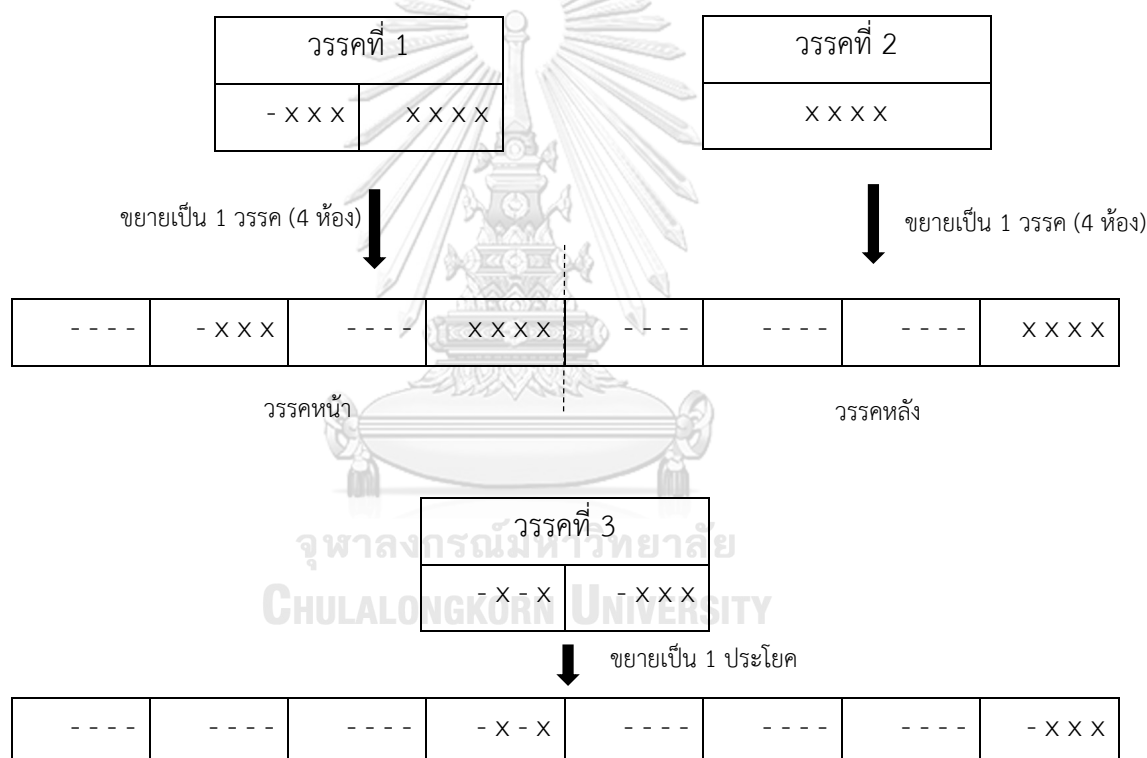 วรรคที่ 1 วรรคที่ 2
- X X X X X X X X X X X
ขยายเป็น 1 วรรค (4 ห้อง) ขยายเป็น 1 วรรค (4 ห้อง)
- - - - - X X X - - - - X X X X - - - - - - - - - - - - X X X X
วรรคหน้า วรรคหลัง
วรรคที่ 3
จุฬาลงกรณ์มหาวิทยาลัย
- X - X - X X X
CHULALONGKORN UNIVERSITY
ขยายเป็น 1 ประโยค
- - - - - - - - - - - - - X - X - - - - - - - - - - - - - X X X